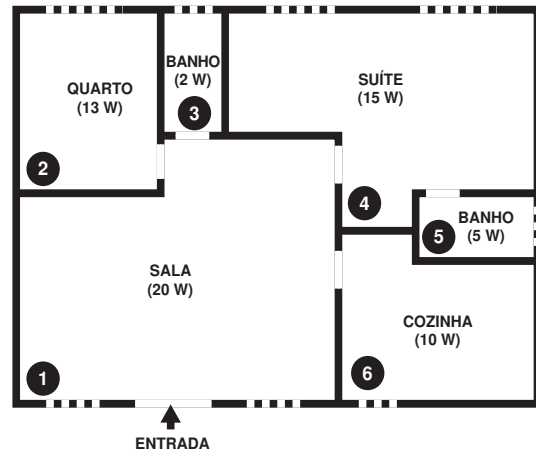 QUARTO
(13 W)
2
BANHO
(2 W)
3
SUÍTE
(15 W)
4
BANHO
(5 W)
5
SALA
(20 W)
1
COZINHA
(10 W)
6
ENTRADA